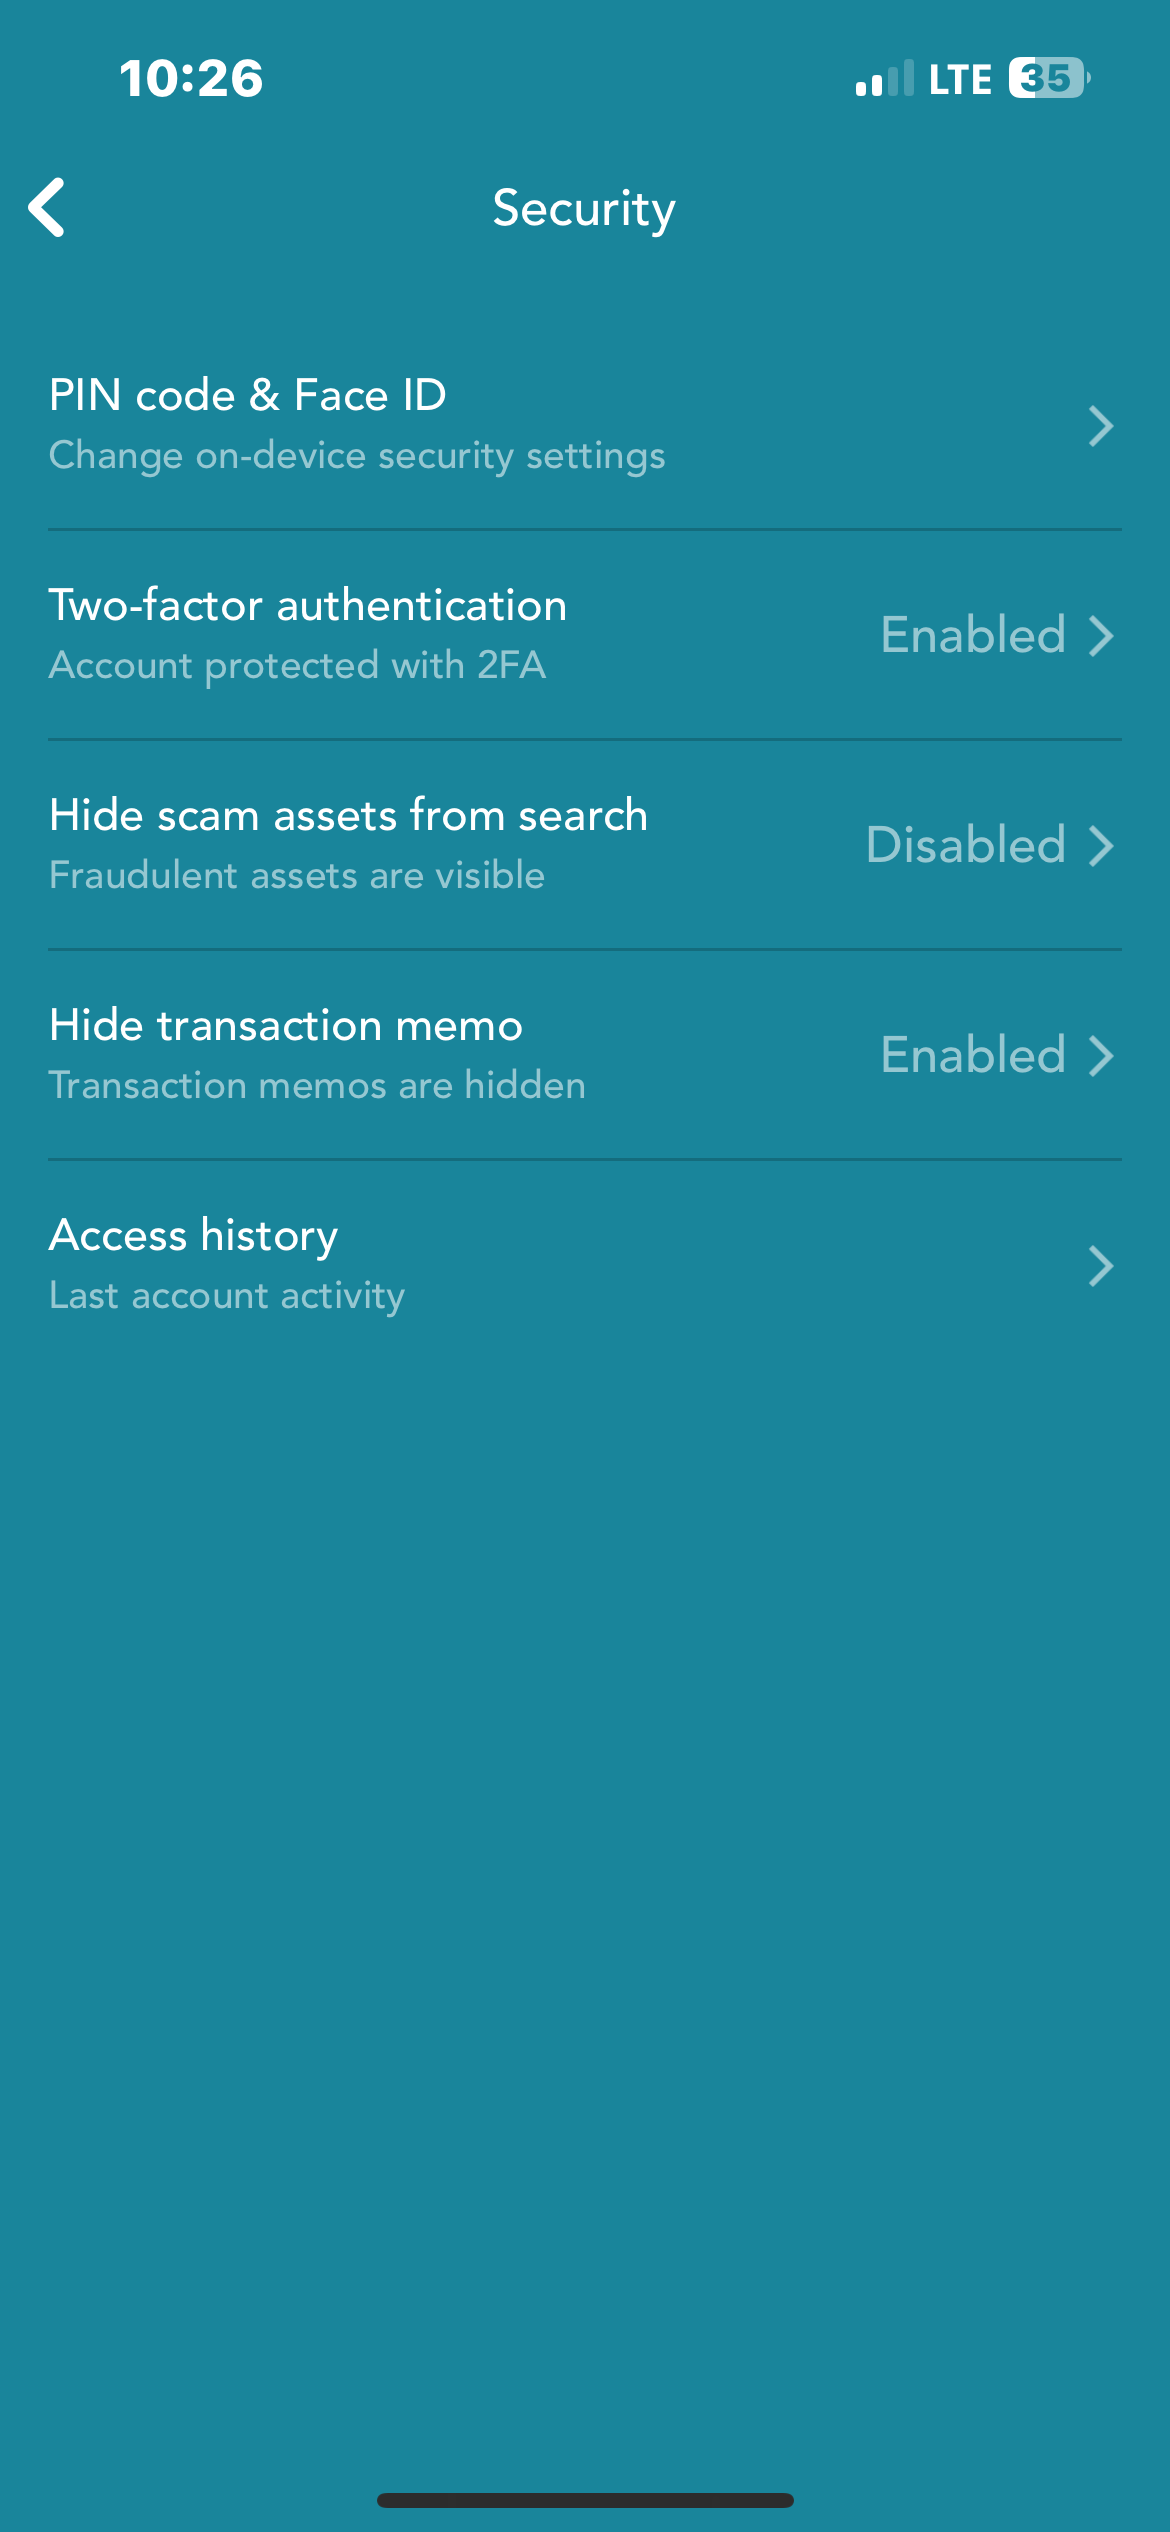 10:26
LTE 35
Security
PIN code & Face ID
Change on-device security settings
Two-factor authentication
Enabled
Account protected with 2FA
Hide scam assets from search
Disabled
Fraudulent assets are visible
Hide transaction memo
Enabled
Transaction memos are hidden
Access history
Last account activity